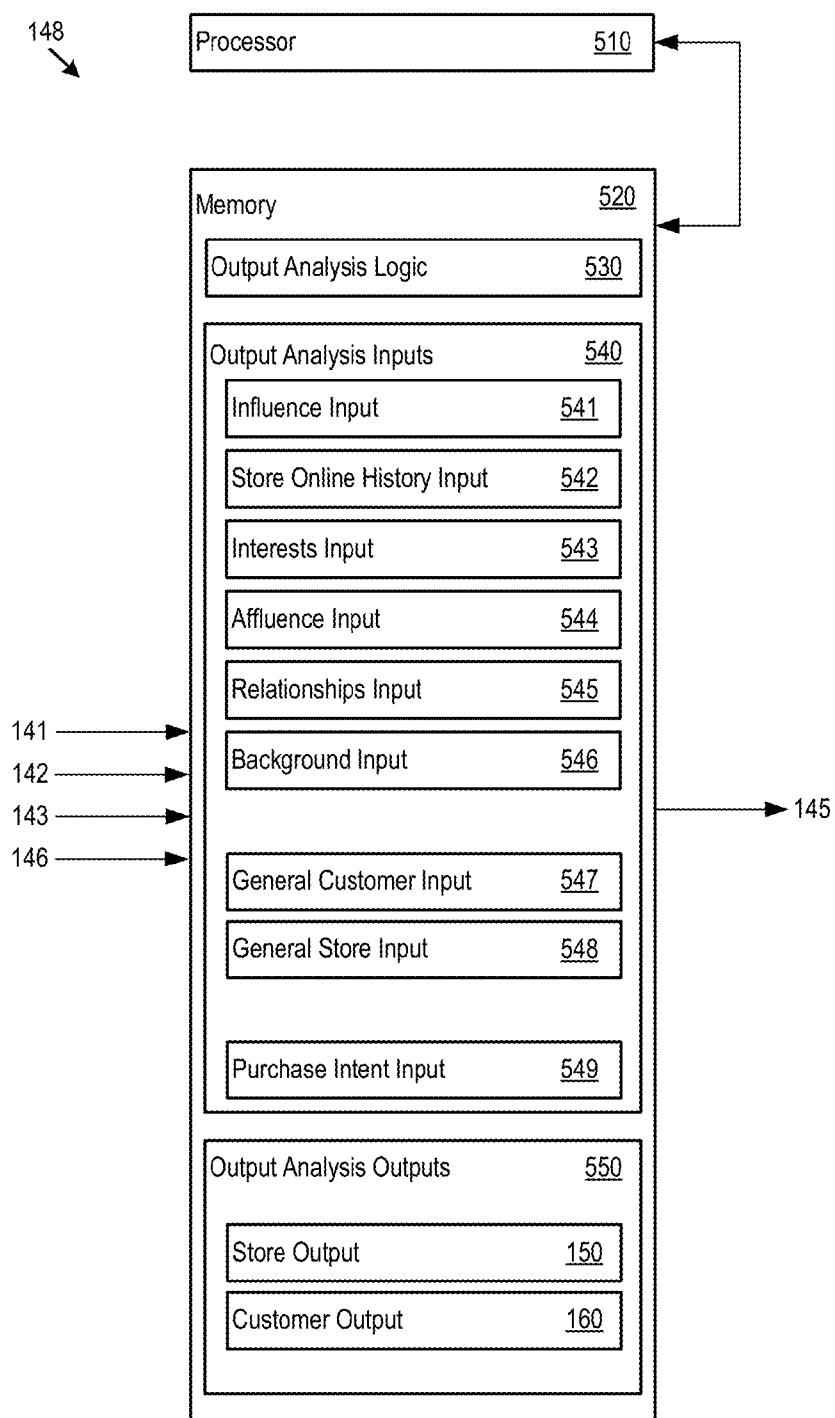 148
Processor 510
Memory 520
Output Analysis Logic 530
Output Analysis Inputs 540
Influence Input 541
Store Online History Input 542
Interests Input 543
Affluence Input 544
Relationships Input 545
141
Background Input 546
142
143
145
146
General Customer Input 547
General Store Input 548
Purchase Intent Input 549
Output Analysis Outputs 550
Store Output 150
Customer Output 160